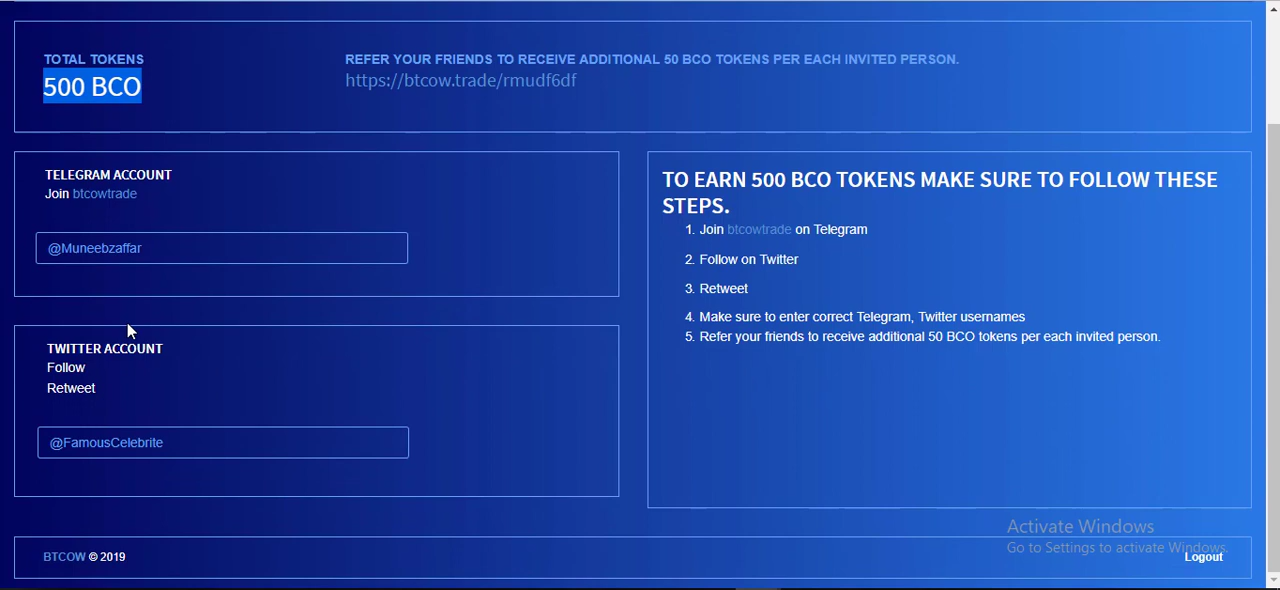 TOTAL TOKENS
500 BCO
REFER YOUR FRIENDS TO RECEIVE ADDITIONAL 50 BCO TOKENS PER EACH INVITED PERSON.
https://btcow.trade/rmudf6df
TELEGRAM ACCOUNT
Join btcowtrade
@Muneebzaffar
TWITTER ACCOUNT
Follow
Retweet
@FamousCelebrite
TO EARN 500 BCO TOKENS MAKE SURE TO FOLLOW THESE
STEPS.
1. Join btcowtrade on Telegram
2. Follow on Twitter
3. Retweet
4. Make sure to enter correct Telegram, Twitter usernames
5. Refer your friends to receive additional 50 BCO tokens per each invited person.
Activate Windows
Go to Settings to activate Windows.
BTCOW © 2019
Logout